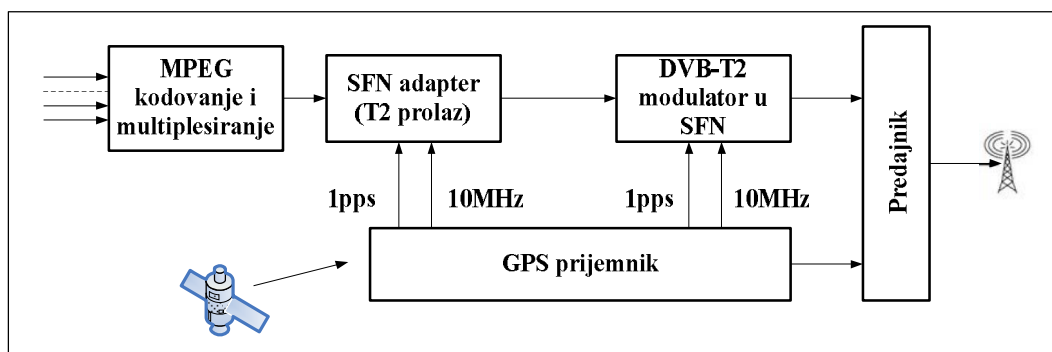 MPEG
kodovanje i
multiplesiranje
SFN adapter
(T2 prolaz)
DVB-T2
modulator u
SFN
Predajnik
1pps
10MHz
1pps
10MHz
GPS prijemnik